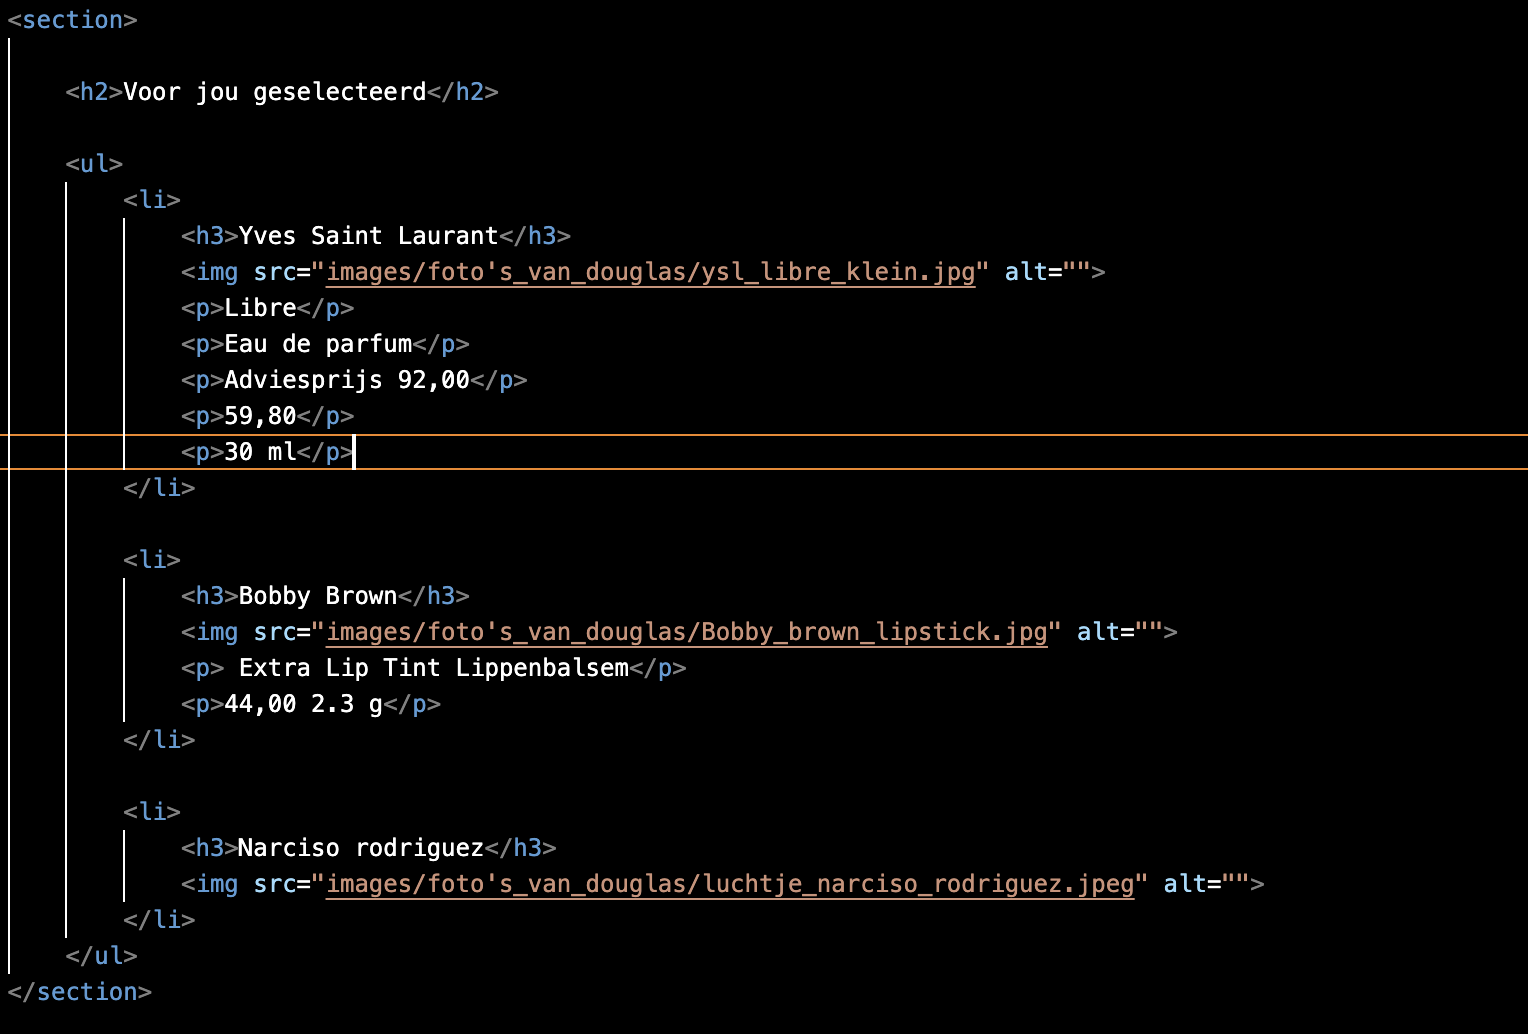 <section>
<h2>Voor jou geselecteerd</h2>
<ul>
<li>
<h3>Yves Saint Laurant</h3>
<img src="images/foto's_van_douglas/ysl_libre_klein.jpg" alt="">
<p>Libre</p>
<p>Eau de parfum</p>
<p>Adviesprijs 92,00</p>
<p>59,80</p>
<p>30 ml</p>
</li>
<li>
<h3>Bobby Brown</h3>
<img src="images/foto's_van_douglas/Bobby_brown_lipstick.jpg" alt="">
<p> Extra Lip Tint Lippenbalsem</p>
<p>44,00 2.3 g</p>
</li>
<li>
<h3>Narciso rodriguez</h3>
<img src="images/foto's_van_douglas/luchtje_narciso_rodriguez.jpeg" alt="">
</li>
</ul>
</section>